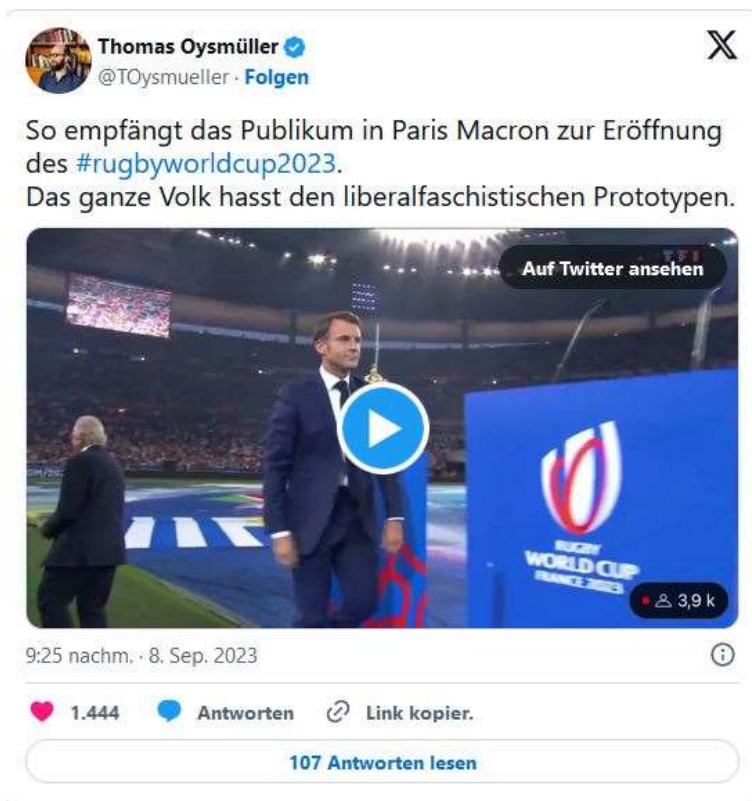 Thomas Oysmüller
@TOysmueller · Folgen
So empfängt das Publikum in Paris Macron zur Eröffnung
des #rugbyworldcup2023.
Das ganze Volk hasst den liberalfaschistischen Prototypen.
TF1
Auf Twitter ansehen
RUGBY
WORLD CUP
FRANCE 2023
3,9 k
9:25 nachm. · 8. Sep. 2023
1.444 Antworten Link kopier.
107 Antworten lesen